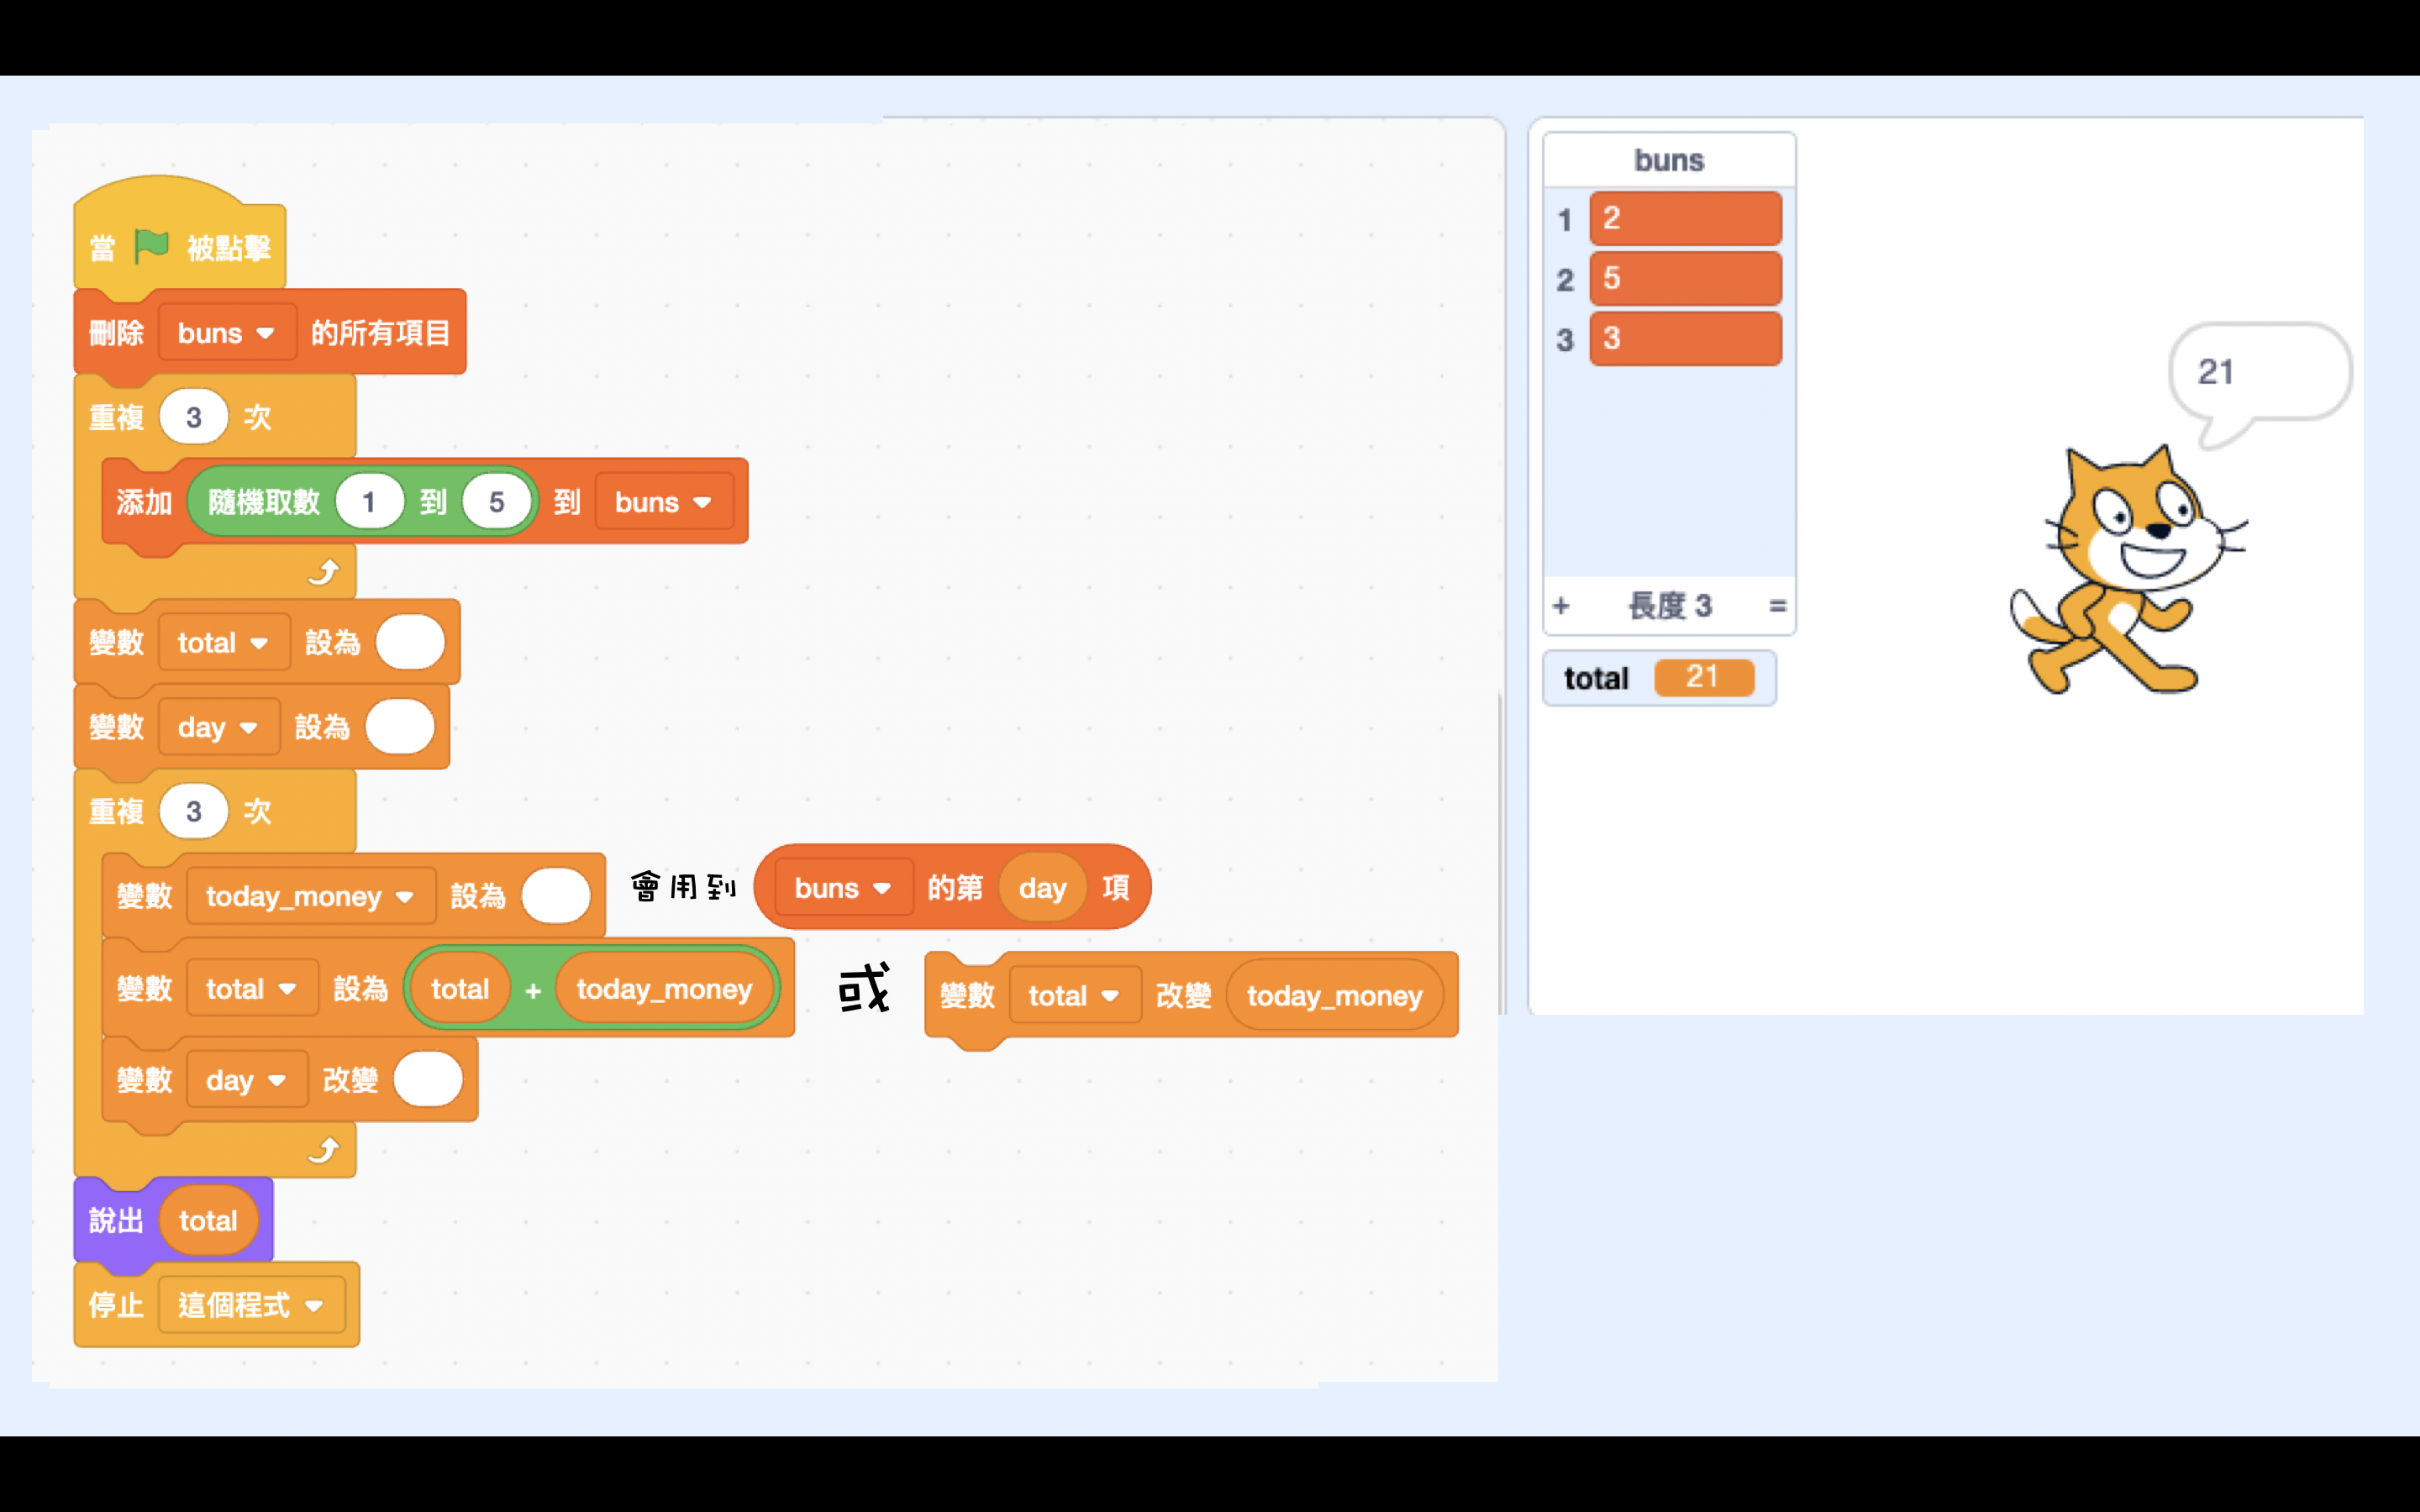 當 被點擊
刪除 buns 的所有項目
重複 3 次
添加 隨機取數 1 到 5 到 buns
變數 total 設為
變數 day 設為
重複 3 次
變數 today_money 設為 會用到 buns 的第 day 項
變數 total 設為 total + today_money 或 變數 total 改變 today_money
變數 day 改變
說出 total
停止 這個程式
buns
1 2
2 5
3 3
+ 長度 3 =
total 21
21